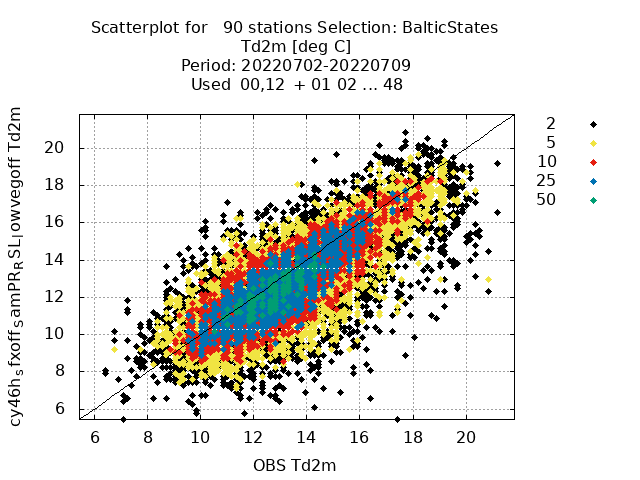 Scatterplot for 90 stations Selection: BalticStates
Td2m [deg C]
Period: 20220702-20220709
Used 00,12 + 01 02 ... 48
cy46h_sfxoff_samPR_RSL_lowvegoff Td2m
20
18
16
14
12
10
8
6
6 8 10 12 14 16 18 20
OBS Td2m
2
5
10
25
50